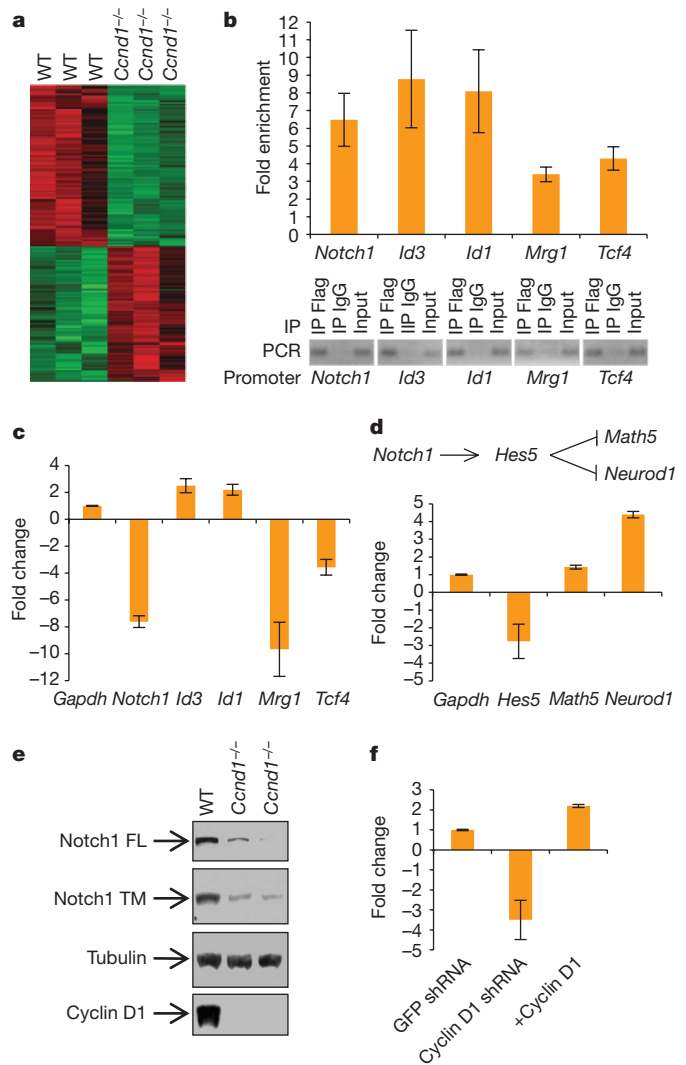 a
WT
WT
WT
Ccnd1–/–
Ccnd1–/–
Ccnd1–/–
b
Fold enrichment
12
11
10
9
8
7
6
5
4
3
2
1
0
Notch1 Id3 Id1 Mrg1 Tcf4
IP
IP Flag
IP IgG
Input
IP Flag
IIP IgG
Input
IP Flag
IP IgG
Input
IP Flag
IP IgG
Input
IP Flag
IP IgG
Input
PCR
Promoter Notch1 Id3 Id1 Mrg1 Tcf4
c
Fold change
4
2
0
–2
–4
–6
–8
–10
–12
Gapdh Notch1 Id3 Id1 Mrg1 Tcf4
d
Notch1 Hes5 Math5
Neurod1
Fold change
5
4
3
2
1
0
–1
–2
–3
–4
–5
Gapdh Hes5 Math5 Neurod1
e
WT
Ccnd1–/–
Ccnd1–/–
Notch1 FL
Notch1 TM
Tubulin
Cyclin D1
f
Fold change
3
2
1
0
–1
–2
–3
–4
–5
GFP shRNA
Cyclin D1 shRNA
+Cyclin D1